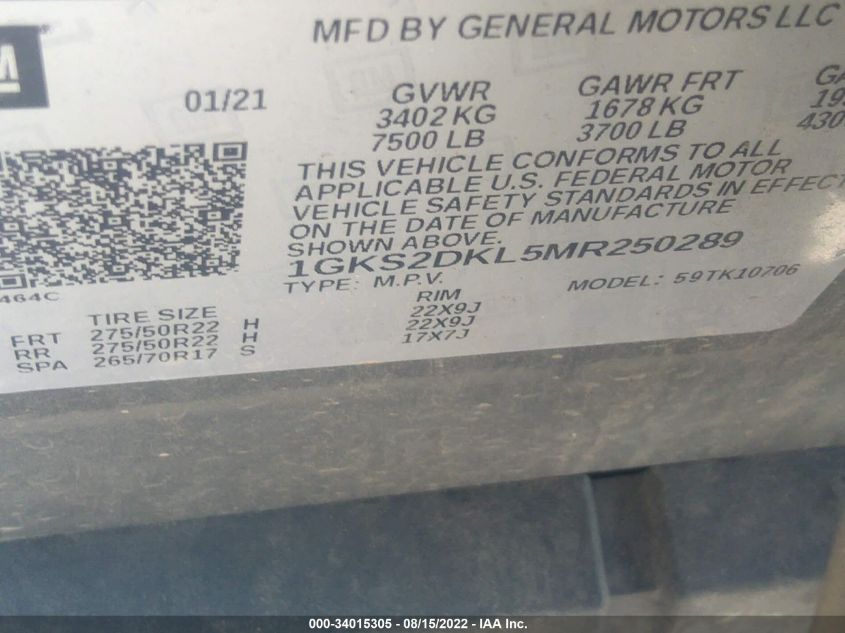 MFD BY GENERAL MOTORS LLC
01/21
GVWR GAWR FRT
3402 KG 1678 KG
7500 LB 3700 LB
THIS VEHICLE CONFORMS TO ALL
APPLICABLE U.S. FEDERAL MOTOR
VEHICLE SAFETY STANDARDS IN EFFECT
ON THE DATE OF MANUFACTURE
SHOWN ABOVE.
1GKS2DKL5MR250289
TYPE: M.P.V. MODEL: 59TK10706
464C
TIRE SIZE RIM
FRT 275/50R22 H 22X9J
RR 275/50R22 H 22X9J
SPA 265/70R17 S 17X7J
000-34015305 - 08/15/2022 - IAA Inc.